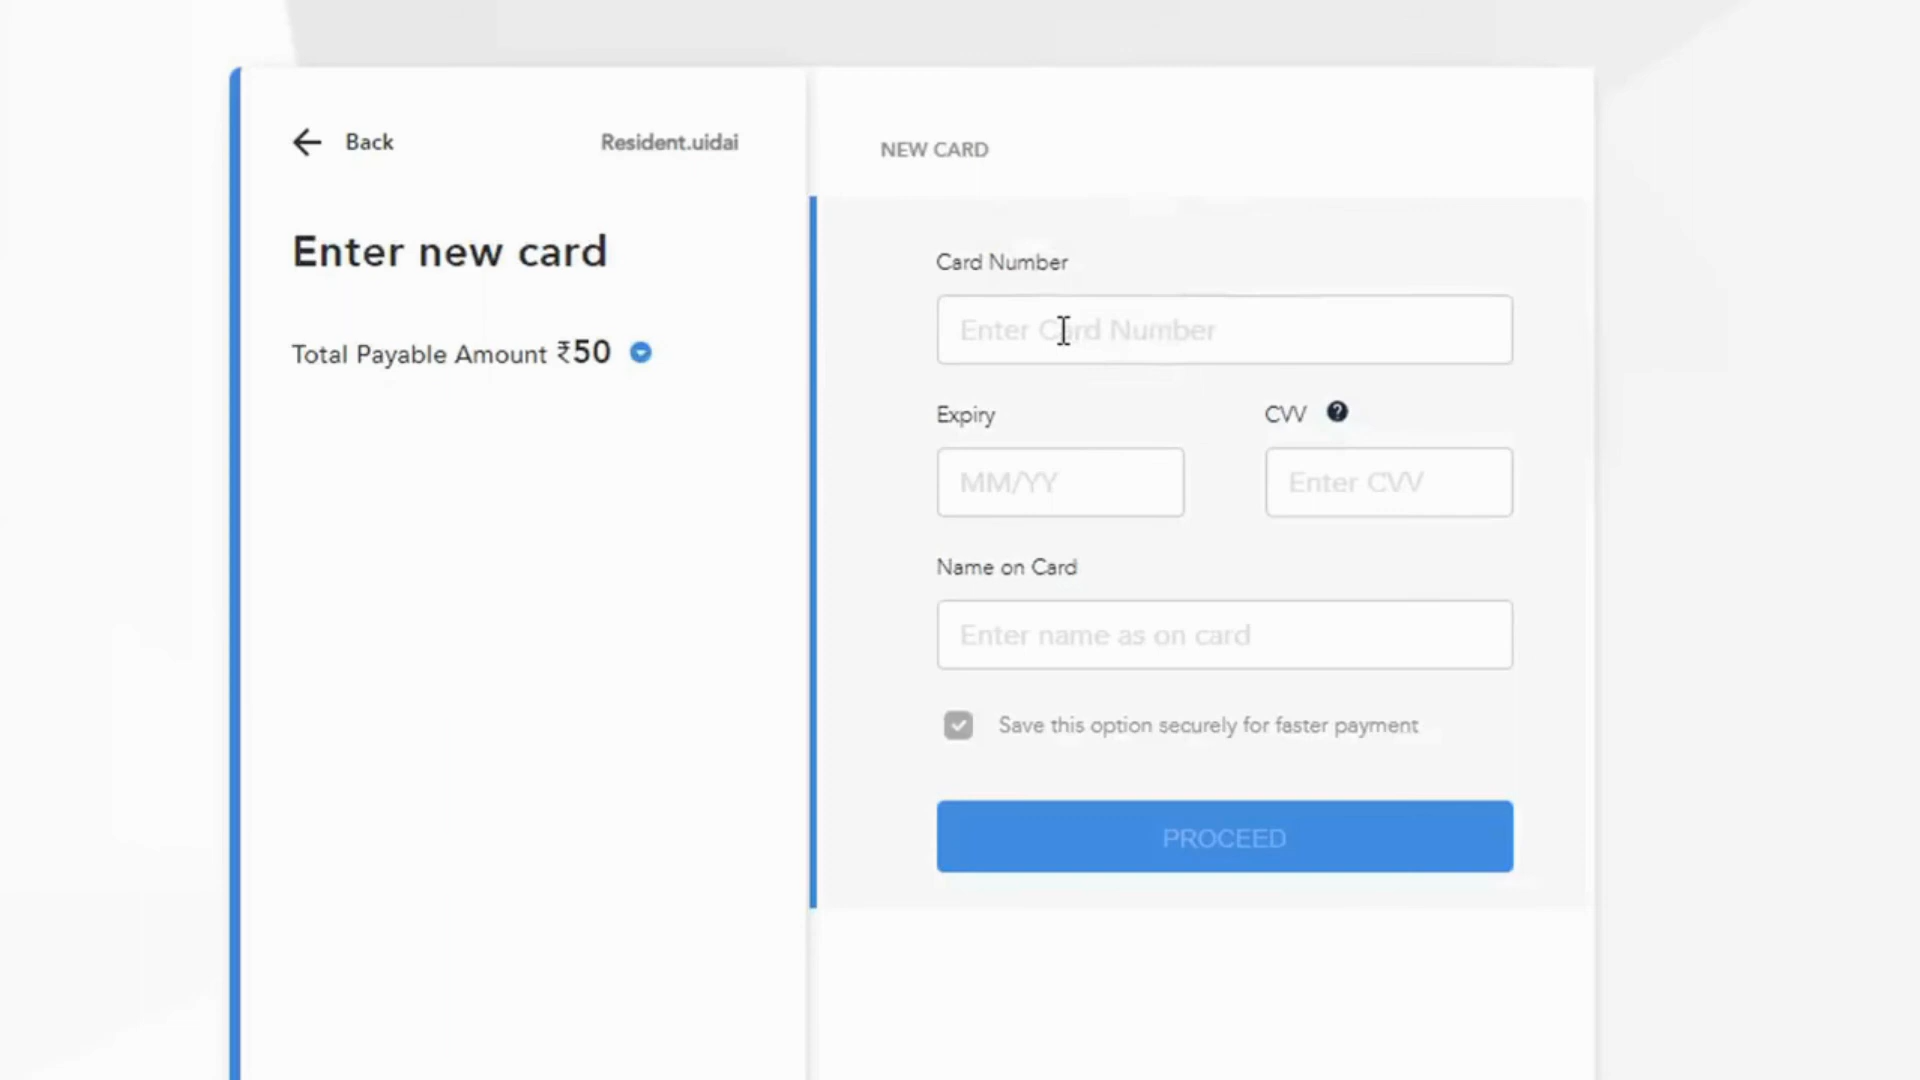 Back
Resident.uidai
Enter new card
Total Payable Amount ₹50
NEW CARD
Card Number
Enter Card Number
Expiry
CVV
MM/YY
Enter CVV
Name on Card
Enter name as on card
Save this option securely for faster payment
PROCEED